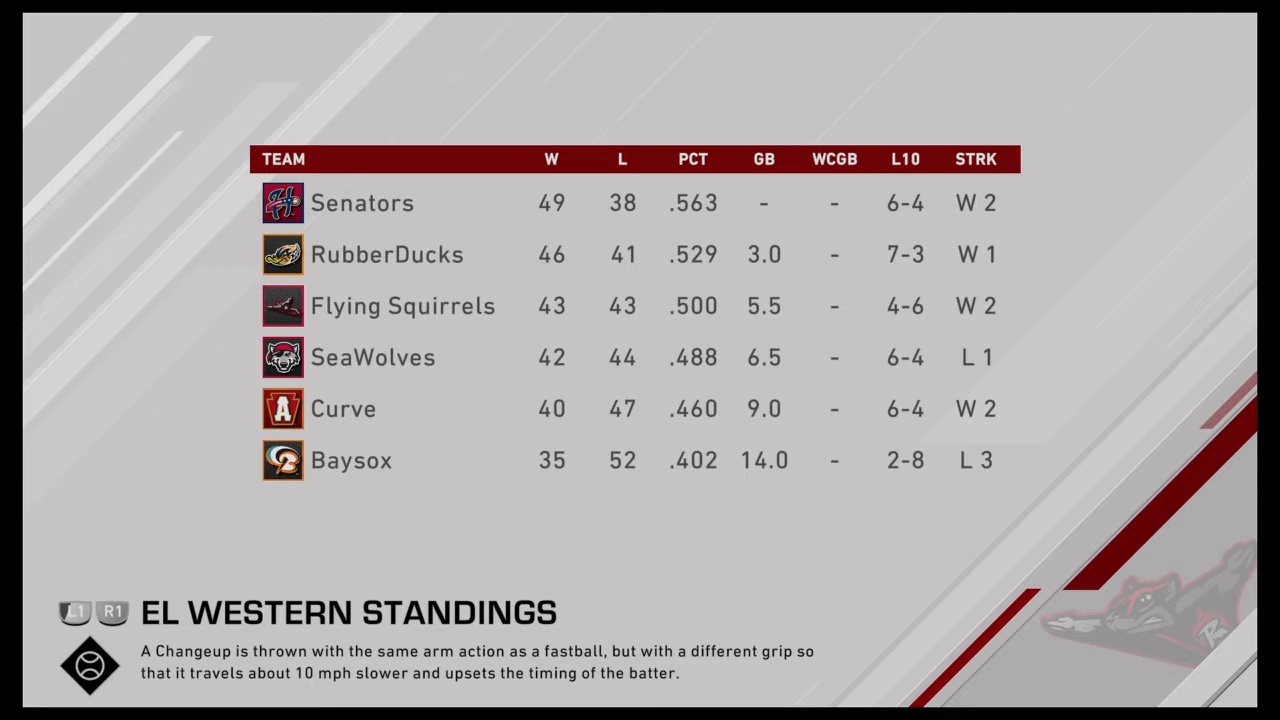 TEAM W L PCT GB WCGB L10 STRK
Senators 49 38 .563 - - 6-4 W 2
RubberDucks 46 41 .529 3.0 - 7-3 W 1
Flying Squirrels 43 43 .500 5.5 - 4-6 W 2
SeaWolves 42 44 .488 6.5 - 6-4 L 1
A Curve 40 47 .460 9.0 - 6-4 W 2
Baysox 35 52 .402 14.0 - 2-8 L 3
L1 R1 EL WESTERN STANDINGS
A Changeup is thrown with the same arm action as a fastball, but with a different grip so
that it travels about 10 mph slower and upsets the timing of the batter.
R